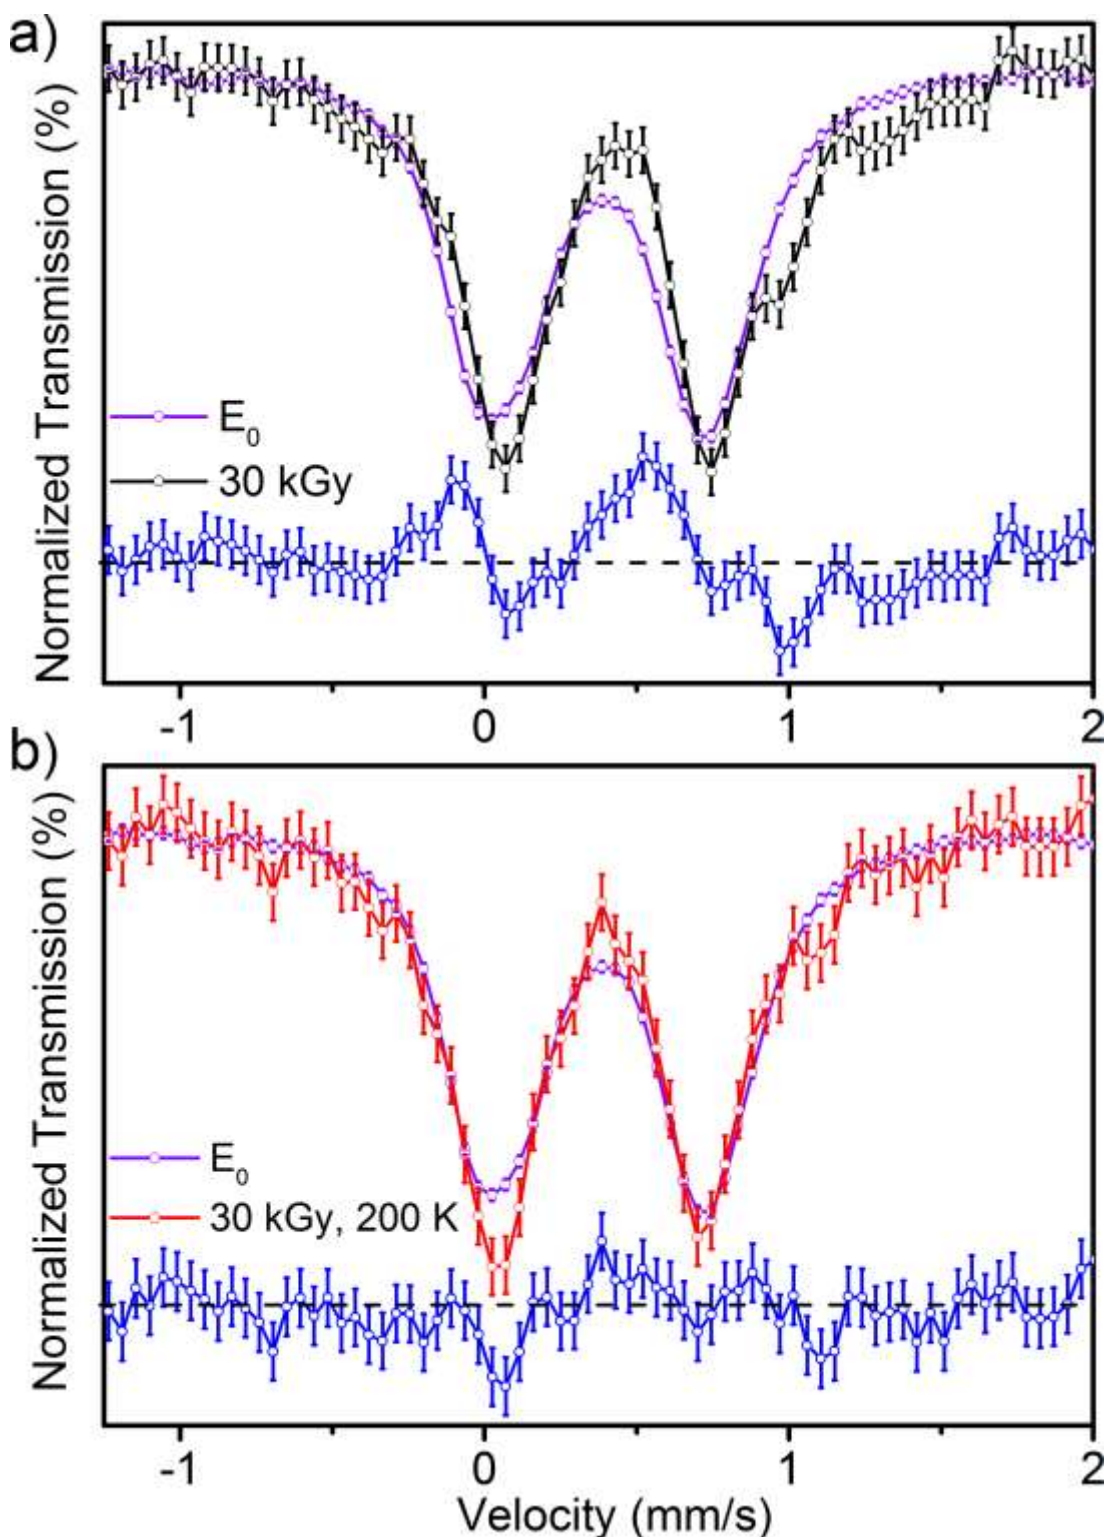 a)
Normalized Transmission (%)
E₀
30 kGy
-1 0 1 2
b)
Normalized Transmission (%)
E₀
30 kGy, 200 K
-1 0 1 2
Velocity (mm/s)